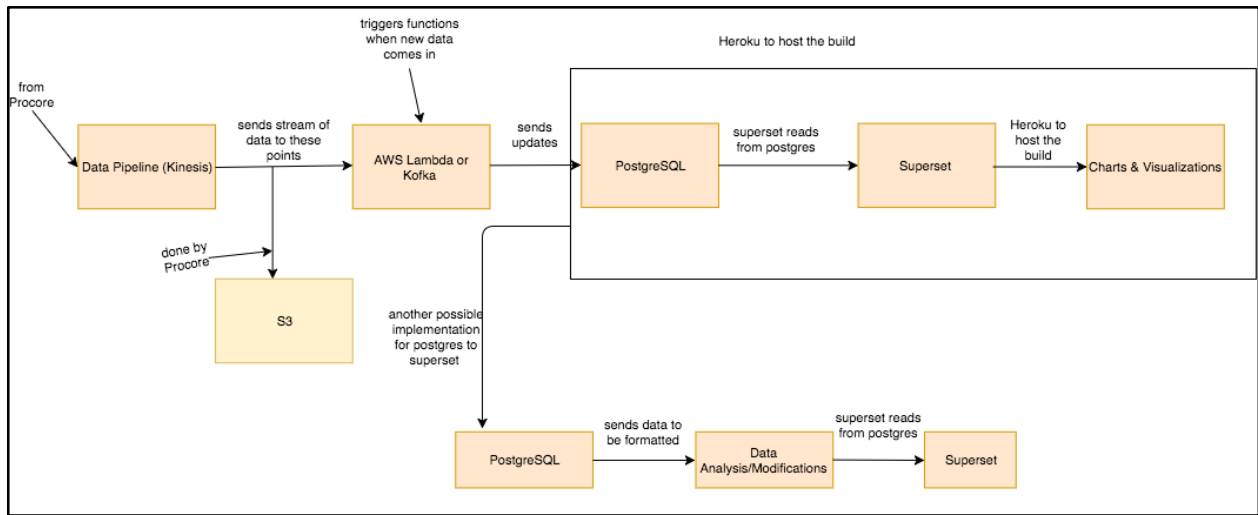 triggers functions
when new data
comes in
Heroku to host the build
from
Procore
sends stream of
data to these
points
sends
updates
superset reads
from postgres
Heroku to
host the
build
Data Pipeline (Kinesis)
AWS Lambda or
Kofka
PostgreSQL
Superset
Charts & Visualizations
done by
Procore
S3
another possible
implementation
for postgres to
superset
sends data to
be formatted
superset reads
from postgres
PostgreSQL
Data
Analysis/Modifications
Superset